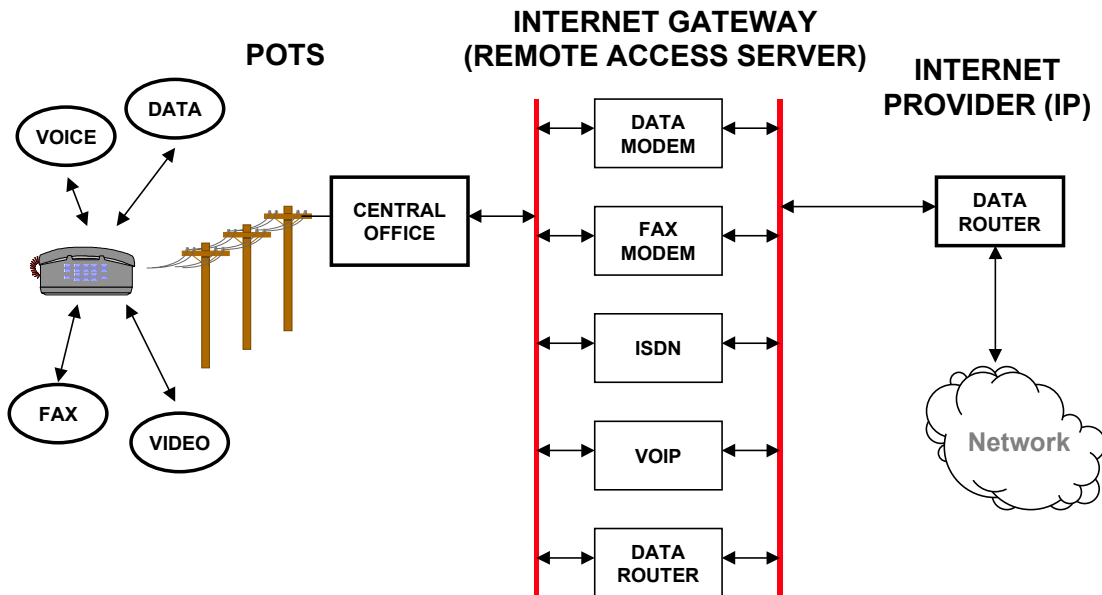 POTS
INTERNET GATEWAY
(REMOTE ACCESS SERVER)
INTERNET
PROVIDER (IP)
VOICE
DATA
FAX
VIDEO
CENTRAL
OFFICE
DATA
MODEM
FAX
MODEM
ISDN
VOIP
DATA
ROUTER
DATA
ROUTER
Network